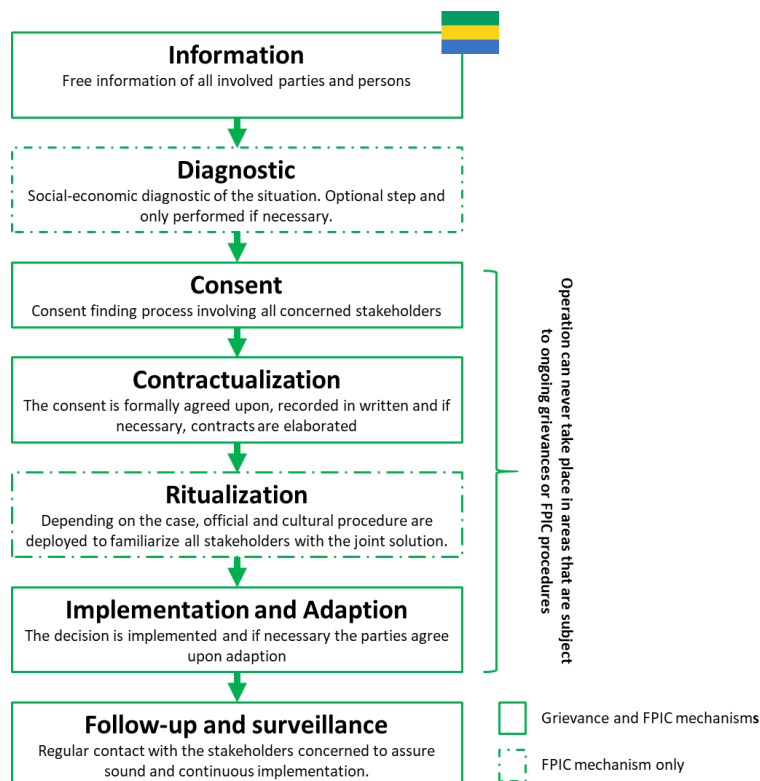 Information
Free information of all involved parties and persons
Diagnostic
Social-economic diagnostic of the situation. Optional step and
only performed if necessary.
Consent
Consent finding process involving all concerned stakeholders
Contractualization
The consent is formally agreed upon, recorded in written and if
necessary, contracts are elaborated
Ritualization
Depending on the case, official and cultural procedure are
deployed to familiarize all stakeholders with the joint solution.
Implementation and Adaption
The decision is implemented and if necessary the parties agree
upon adaption
Follow-up and surveillance
Regular contact with the stakeholders concerned to assure
sound and continuous implementation.
Operation can never take place in areas that are subject
to ongoing grievances or FPIC procedures
Grievance and FPIC mechanisms
FPIC mechanism only